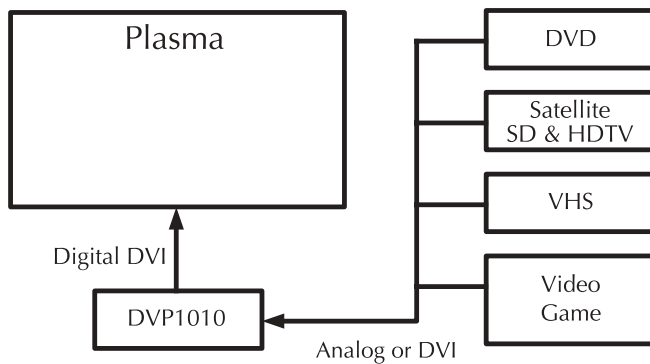 Plasma
DVD
Satellite
SD & HDTV
VHS
Digital DVI
Video
Game
DVP1010
Analog or DVI